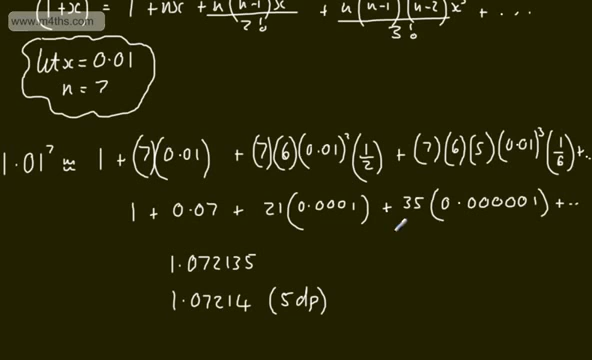 www.m4ths.com
(1+x) = 1 + nx + n(n-1)x / 2! + n(n-1)(n-2)x³ / 3! + ...
let x = 0.01
n = 7
1.01⁷ ≈ 1 + (7)(0.01) + (7)(6)(0.01)²(1/2) + (7)(6)(5)(0.01)³(1/6) + ...
1 + 0.07 + 21(0.0001) + 35(0.000001) + ...
1.072135
1.07214 (5dp)